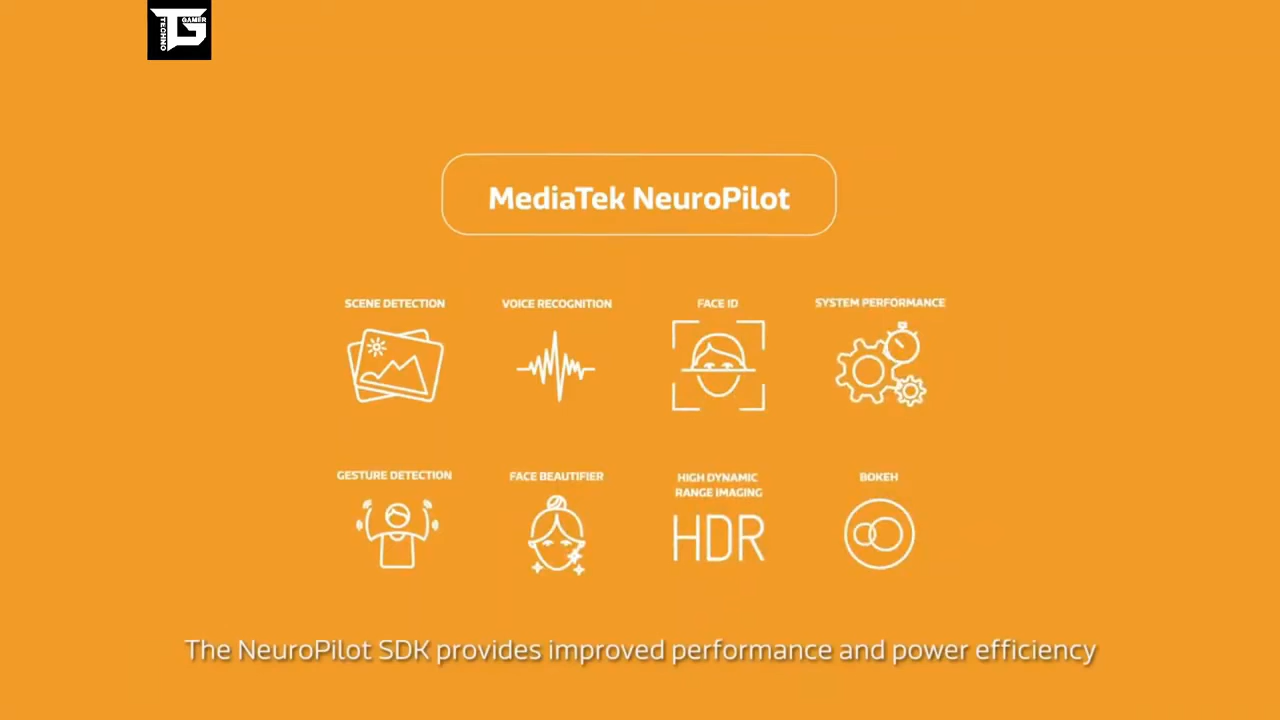 TECHNO GAMER
TG
MediaTek NeuroPilot
SCENE DETECTION
VOICE RECOGNITION
FACE ID
SYSTEM PERFORMANCE
GESTURE DETECTION
FACE BEAUTIFIER
HIGH DYNAMIC
RANGE IMAGING
HDR
BOKEH
The NeuroPilot SDK provides improved performance and power efficiency